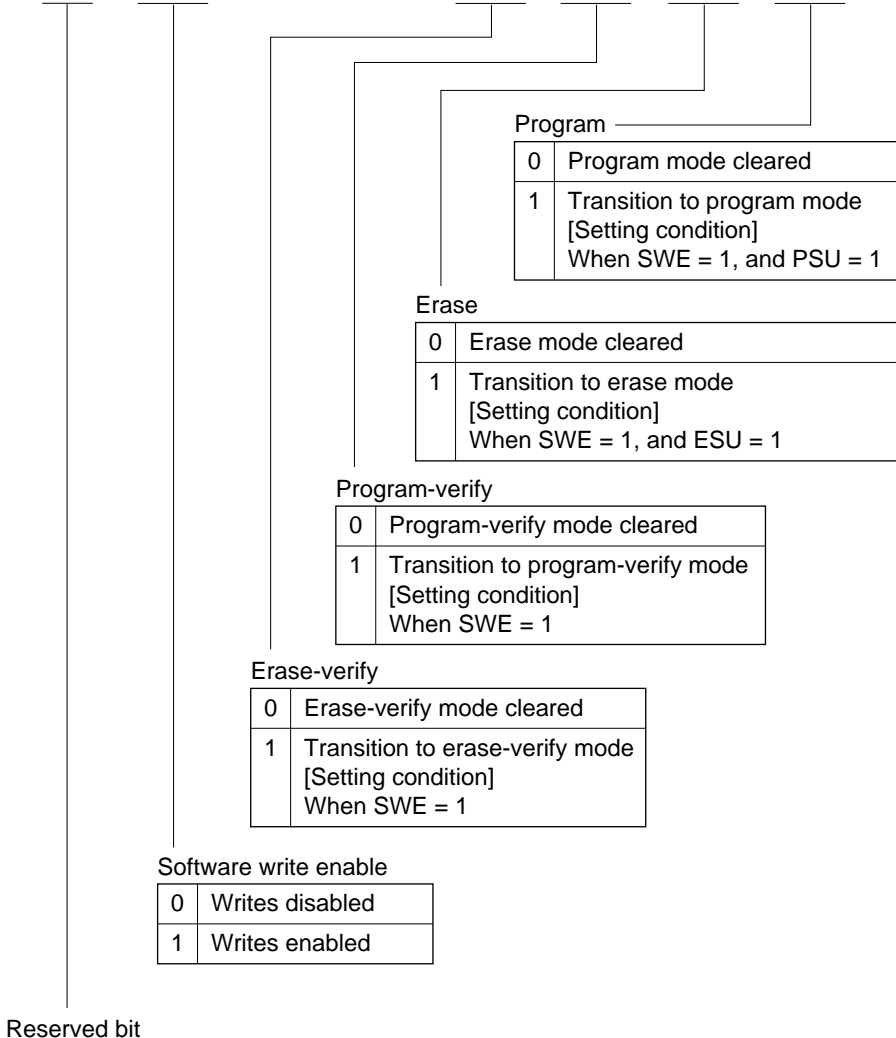 Program
0 Program mode cleared
1 Transition to program mode
[Setting condition]
When SWE = 1, and PSU = 1
Erase
0 Erase mode cleared
1 Transition to erase mode
[Setting condition]
When SWE = 1, and ESU = 1
Program-verify
0 Program-verify mode cleared
1 Transition to program-verify mode
[Setting condition]
When SWE = 1
Erase-verify
0 Erase-verify mode cleared
1 Transition to erase-verify mode
[Setting condition]
When SWE = 1
Software write enable
0 Writes disabled
1 Writes enabled
Reserved bit